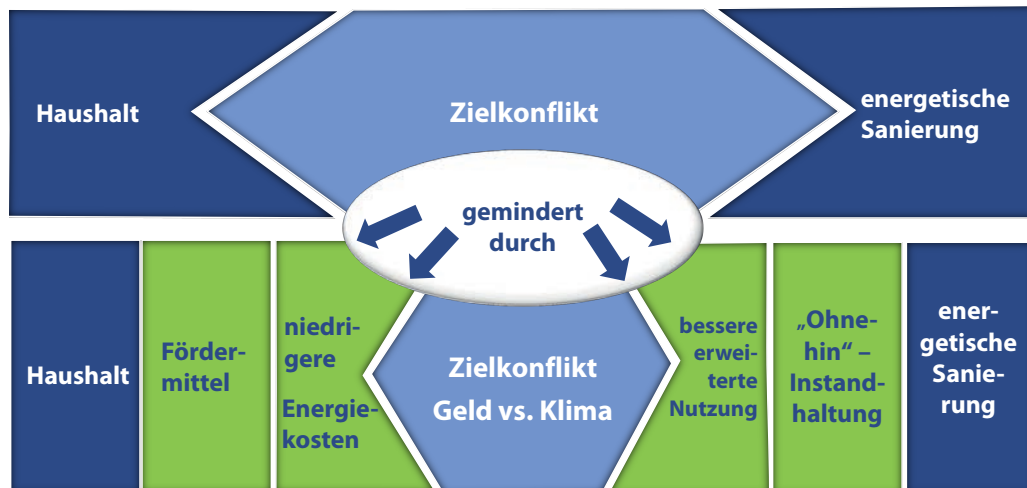 Haushalt
Zielkonflikt
energetische
Sanierung
gemindert
durch
Haushalt
Förder-
mittel
niedri-
gere
Energie-
kosten
Zielkonflikt
Geld vs. Klima
bessere
erwei-
terte
Nutzung
„Ohne-
hin“ –
Instand-
haltung
ener-
getische
Sanie-
rung